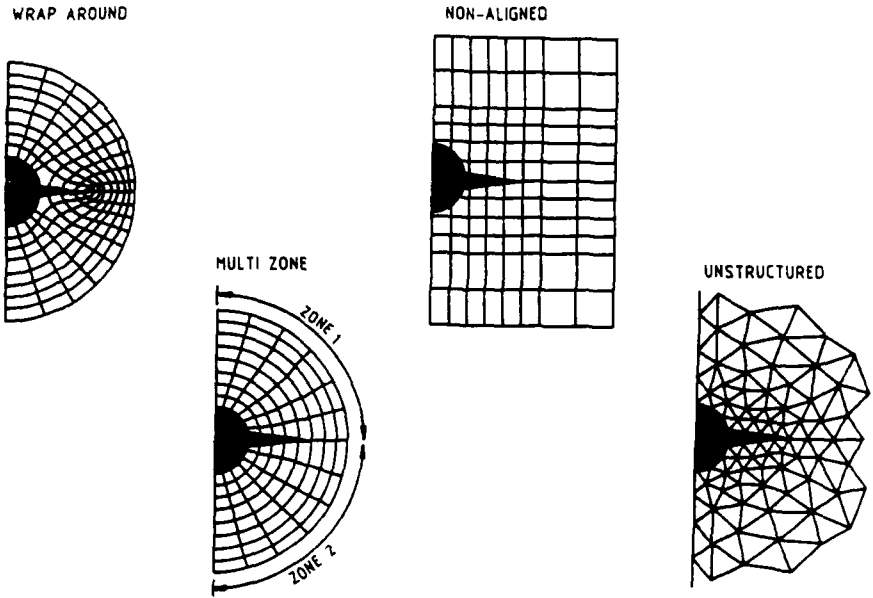 WRAP AROUND
NON-ALIGNED
MULTI ZONE
ZONE 1
ZONE 2
UNSTRUCTURED